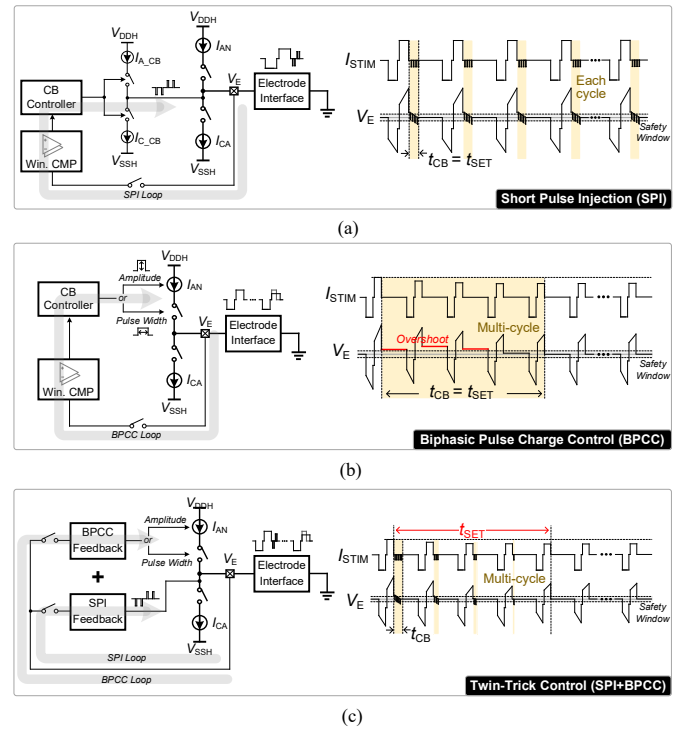 VDDH
IA_CB
CB
Controller
IC_CB
VSSH
Win. CMP
VDDH
IAN
VE
Electrode
Interface
ICA
VSSH
SPI Loop
ISTIM
Each
cycle
VE
Safety
Window
tCB = tSET
Short Pulse Injection (SPI)
(a)
VDDH
CB
Controller
Amplitude
or
Pulse Width
IAN
VE
Electrode
Interface
Win. CMP
ICA
VSSH
BPCC Loop
ISTIM
Multi-cycle
Overshoot
VE
Safety
Window
tCB = tSET
Biphasic Pulse Charge Control (BPCC)
(b)
VDDH
BPCC
Feedback
Amplitude
or
Pulse Width
IAN
VE
Electrode
Interface
+
SPI
Feedback
ICA
VSSH
SPI Loop
BPCC Loop
tSET
ISTIM
Multi-cycle
VE
Safety
Window
tCB
Twin-Trick Control (SPI+BPCC)
(c)